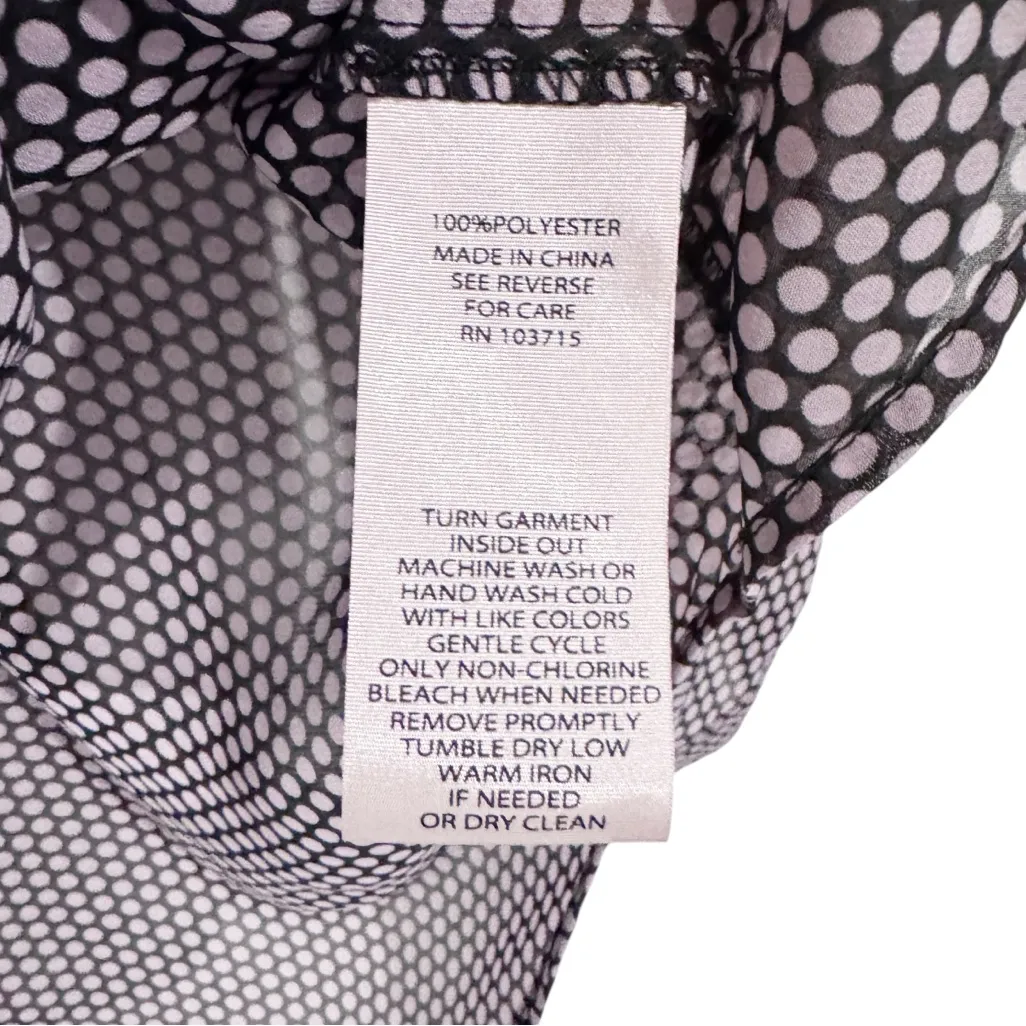 100%POLYESTER
MADE IN CHINA
SEE REVERSE
FOR CARE
RN 103715
TURN GARMENT
INSIDE OUT
MACHINE WASH OR
HAND WASH COLD
WITH LIKE COLORS
GENTLE CYCLE
ONLY NON-CHLORINE
BLEACH WHEN NEEDED
REMOVE PROMPTLY
TUMBLE DRY LOW
WARM IRON
IF NEEDED
OR DRY CLEAN